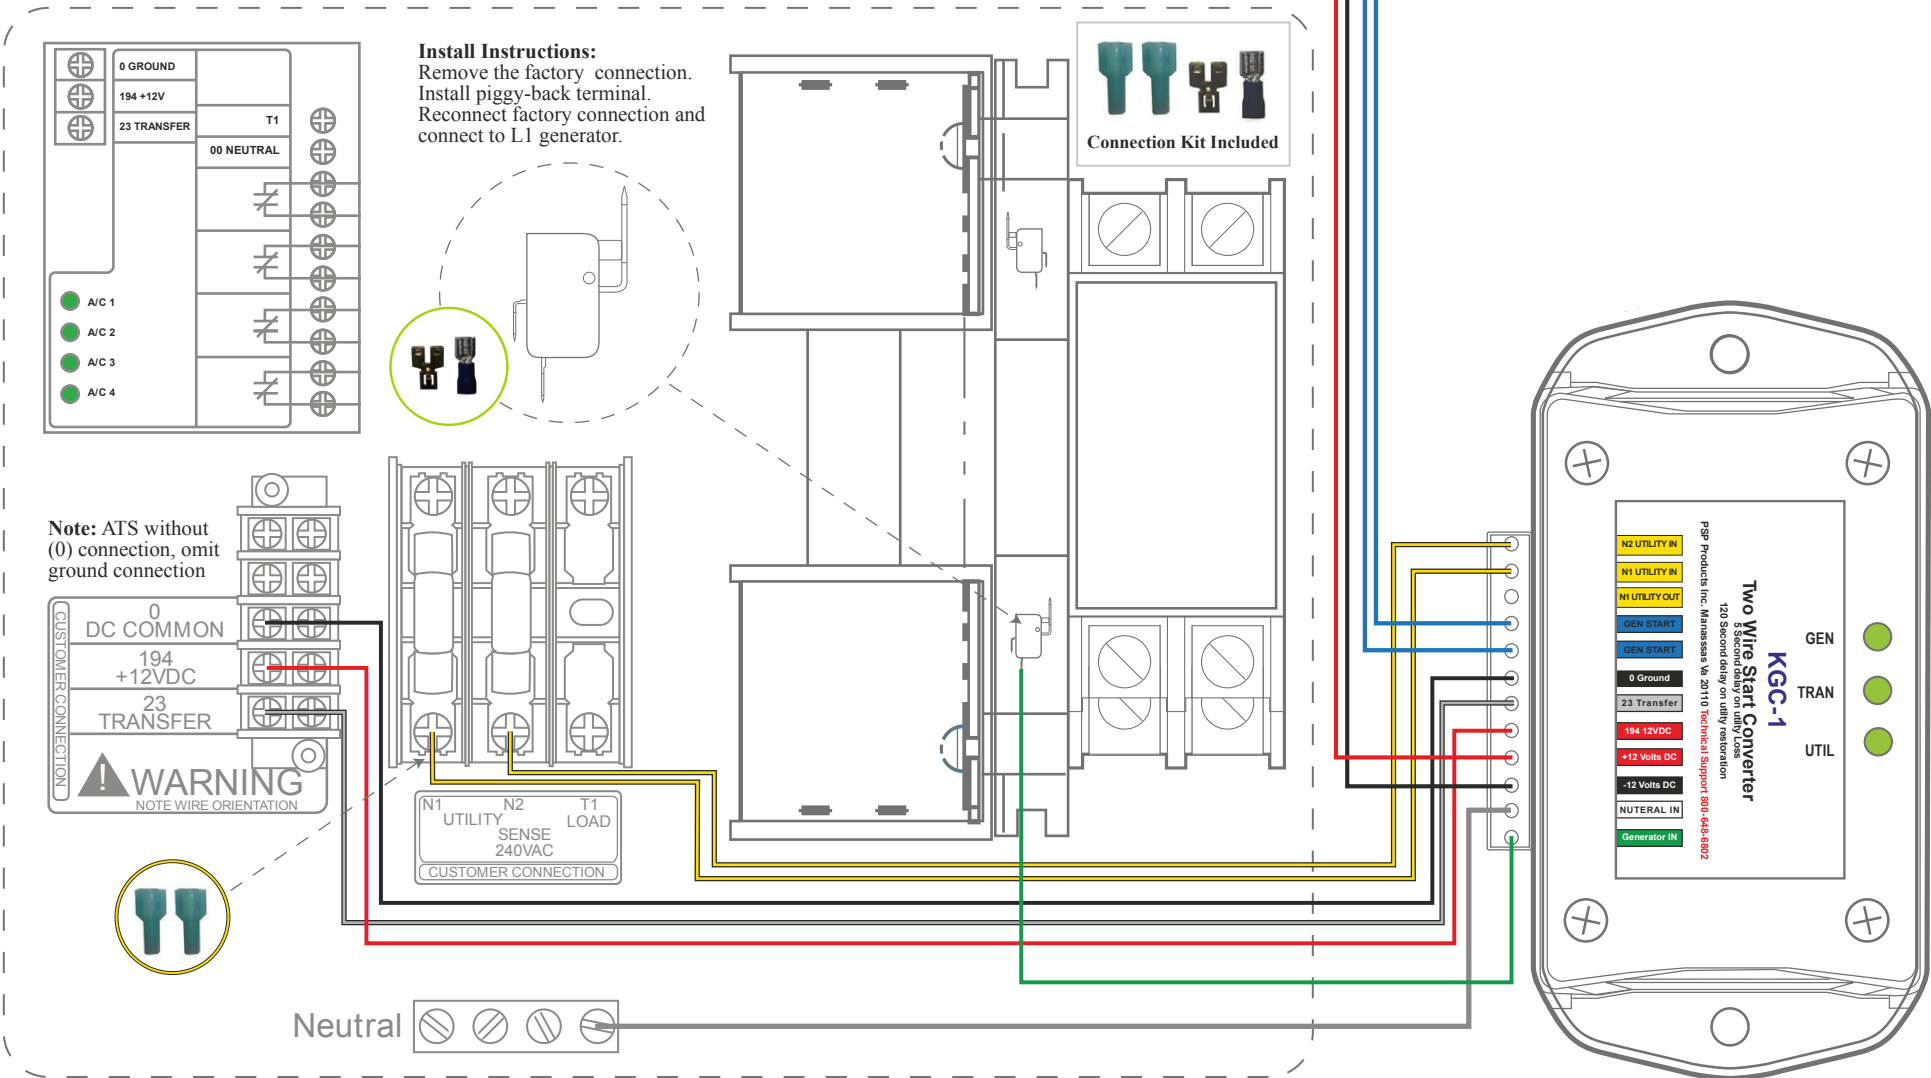 0 GROUND
194 +12V
23 TRANSFER
T1
00 NEUTRAL
A/C 1
A/C 2
A/C 3
A/C 4
Install Instructions:
Remove the factory connection.
Install piggy-back terminal.
Reconnect factory connection and
connect to L1 generator.
Connection Kit Included
Note: ATS without
(0) connection, omit
ground connection
CUSTOMER CONNECTION
0
DC COMMON
194
+12VDC
23
TRANSFER
! WARNING
NOTE WIRE ORIENTATION
N1 N2 T1
UTILITY LOAD
SENSE
240VAC
CUSTOMER CONNECTION
Neutral
N2 UTILITY IN
N1 UTILITY IN
N1 UTILITY OUT
GEN START
GEN START
0 Ground
23 Transfer
194 12VDC
+12 Volts DC
-12 Volts DC
NUTERAL IN
Generator IN
KGC-1
Two Wire Start Converter
5 Second delay on utility Loss
120 Second delay on utility restoration
PSP Products Inc. Manasssas Va 20110 Technical Support 800-648-6802
GEN
TRAN
UTIL